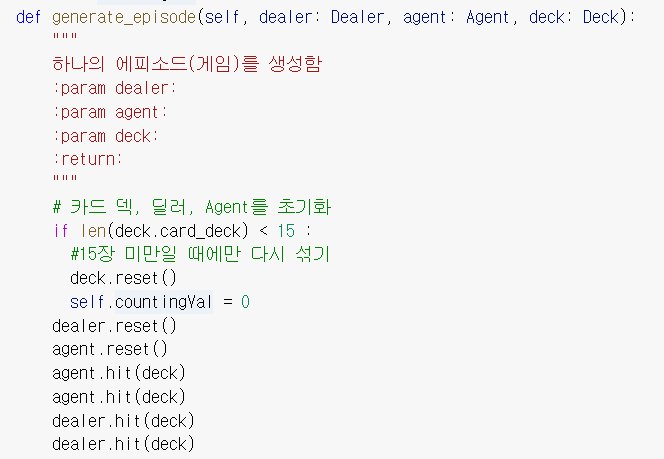 def generate_episode(self, dealer: Dealer, agent: Agent, deck: Deck):
"""
하나의 에피소드(게임)를 생성함
:param dealer:
:param agent:
:param deck:
:return:
"""
# 카드 덱, 딜러, Agent를 초기화
if len(deck.card_deck) < 15 :
#15장 미만일 때에만 다시 섞기
deck.reset()
self.countingVal = 0
dealer.reset()
agent.reset()
agent.hit(deck)
agent.hit(deck)
dealer.hit(deck)
dealer.hit(deck)